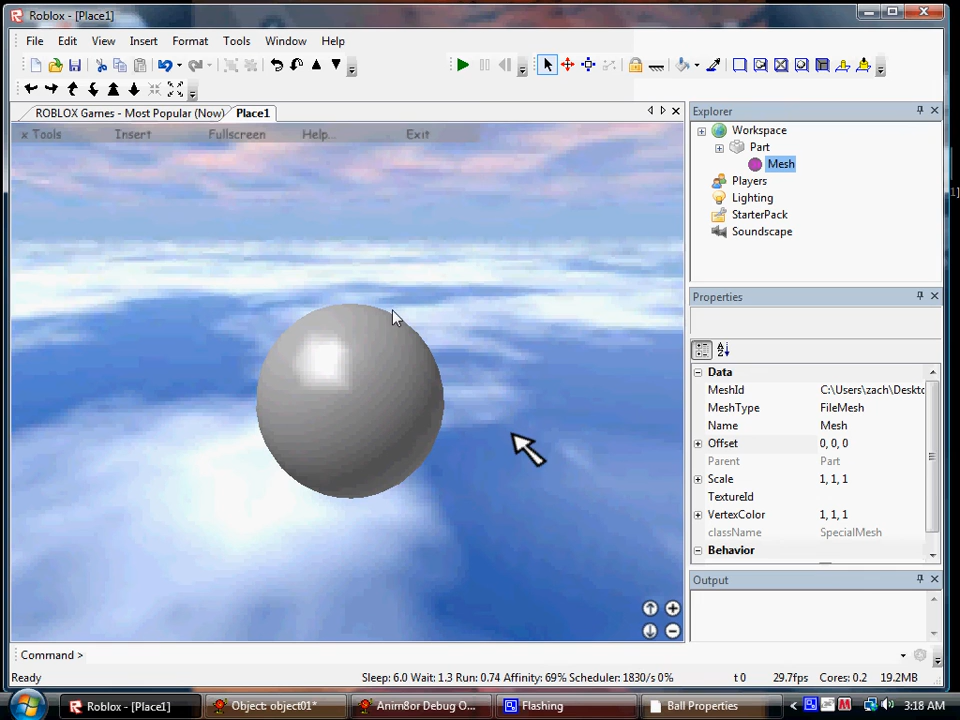 Roblox - [Place1]
File Edit View Insert Format Tools Window Help
ROBLOX Games - Most Popular (Now) Place1
x Tools Insert Fullscreen Help... Exit
Explorer
Workspace
Part
Mesh
Players
Lighting
StarterPack
Soundscape
Properties
Data
MeshId C:\Users\zach\Deskto
MeshType FileMesh
Name Mesh
Offset 0, 0, 0
Parent Part
Scale 1, 1, 1
TextureId
VertexColor 1, 1, 1
className SpecialMesh
Behavior
Output
Command >
Ready Sleep: 6.0 Wait: 1.3 Run: 0.74 Affinity: 69% Scheduler: 1830/s 0% t 0 29.7fps Cores: 0.2 19.2MB
Roblox - [Place1] Object: object01* Anim8or Debug O... Flashing Ball Properties 3:18 AM